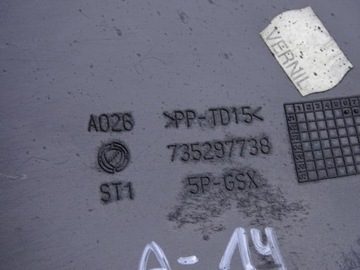 VERNIL
A026 >PP-TD15<
735297738
ST1 5P-GSX
A-14